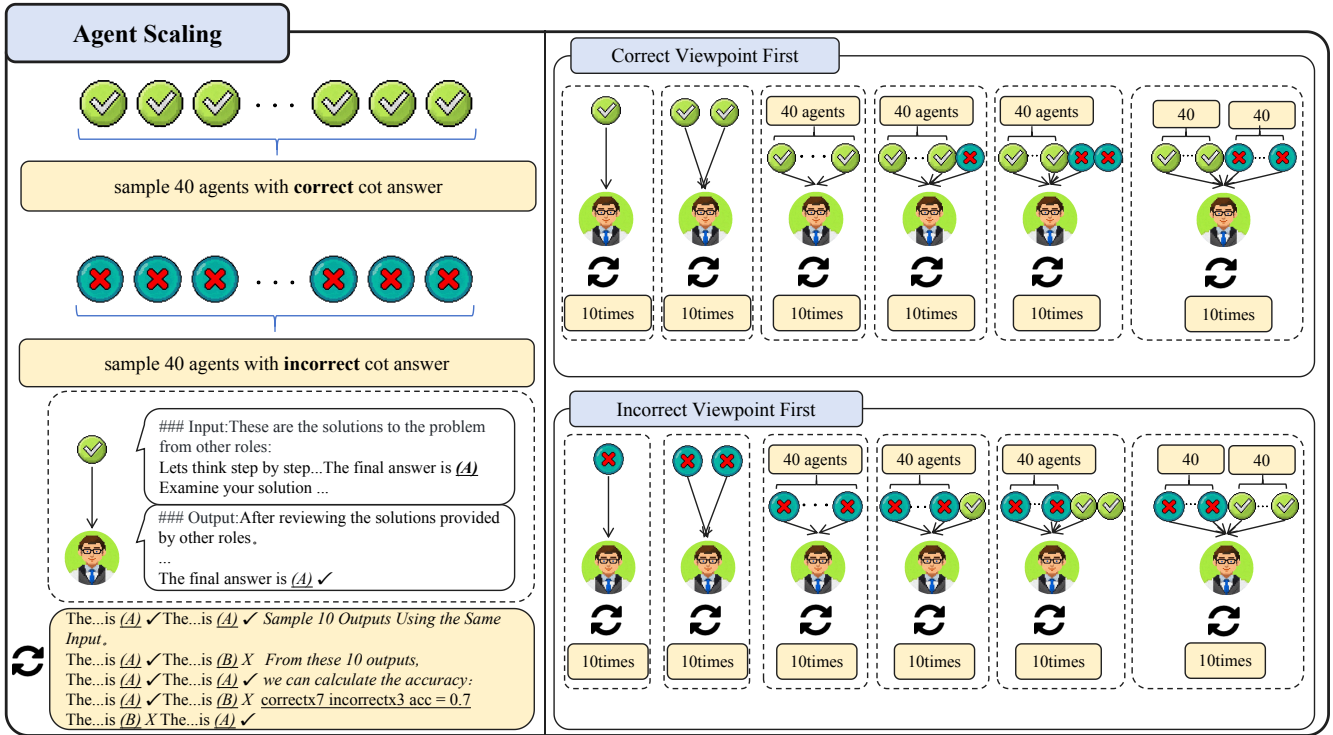 Agent Scaling
sample 40 agents with correct cot answer
sample 40 agents with incorrect cot answer
### Input:These are the solutions to the problem
from other roles:
Lets think step by step...The final answer is (A)
Examine your solution ...
### Output:After reviewing the solutions provided
by other roles。
...
The final answer is (A) ✓
The...is (A) ✓ The...is (A) ✓ Sample 10 Outputs Using the Same
Input。
The...is (A) ✓ The...is (B) X From these 10 outputs,
The...is (A) ✓ The...is (A) ✓ we can calculate the accuracy:
The...is (A) ✓ The...is (B) X correctx7 incorrectx3 acc = 0.7
The...is (B) X The...is (A) ✓
Correct Viewpoint First
40 agents
40 agents
40 agents
40
40
10times
10times
10times
10times
10times
10times
Incorrect Viewpoint First
40 agents
40 agents
40 agents
40
40
10times
10times
10times
10times
10times
10times